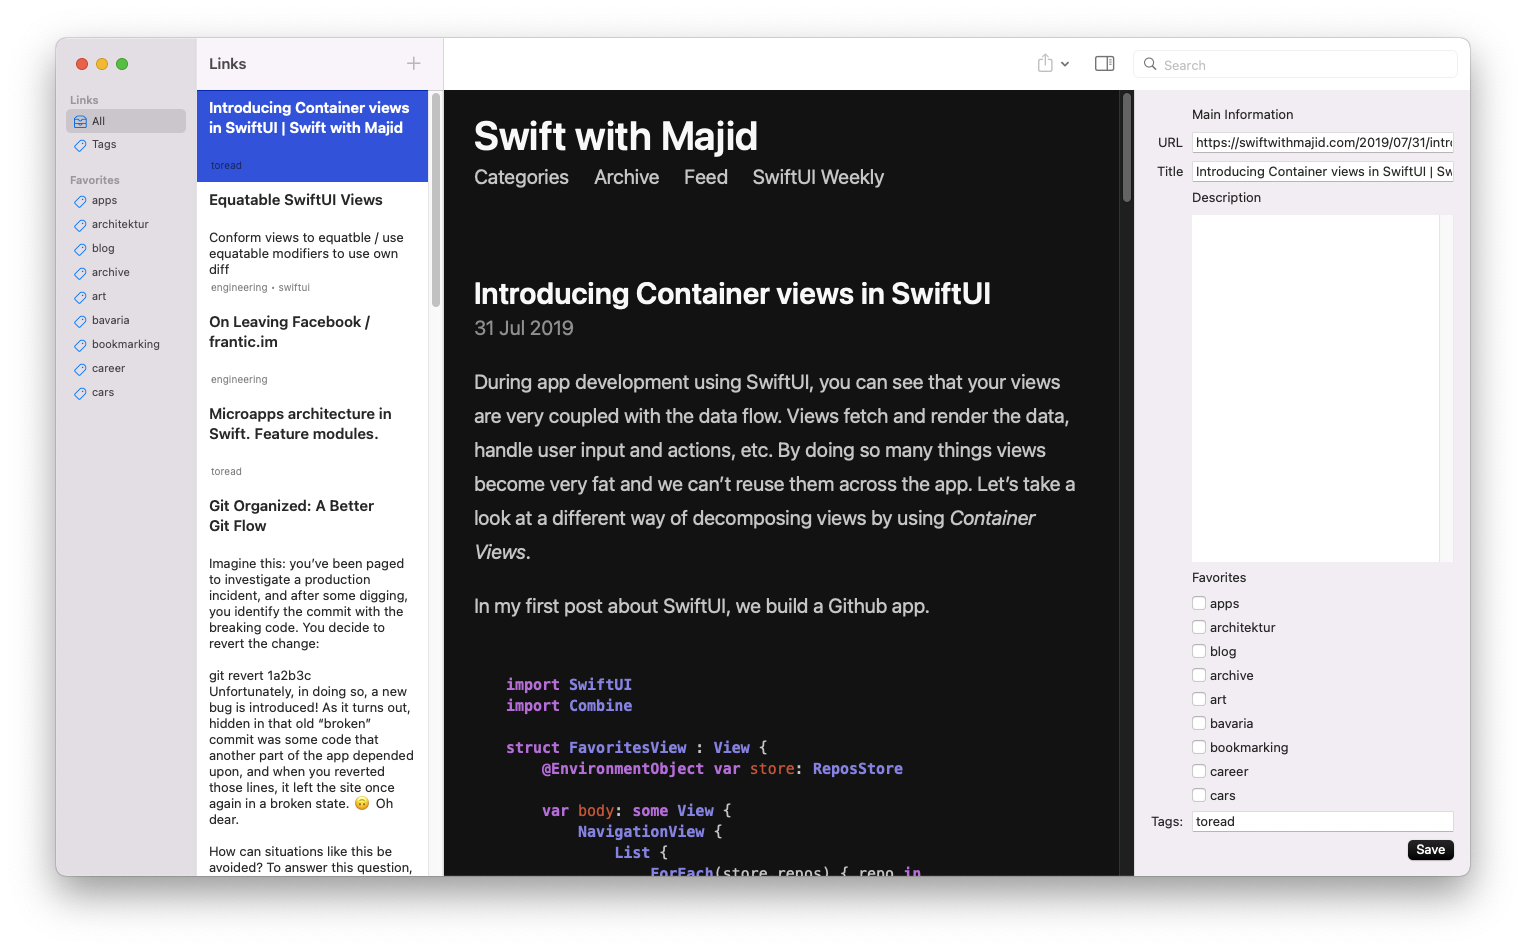 Links
All
Tags
Favorites
apps
architektur
blog
archive
art
bavaria
bookmarking
career
cars
Links
Introducing Container views
in SwiftUI | Swift with Majid
toread
Equatable SwiftUI Views
Conform views to equatble / use
equatable modifiers to use own
diff
engineering • swiftui
On Leaving Facebook /
frantic.im
engineering
Microapps architecture in
Swift. Feature modules.
toread
Git Organized: A Better
Git Flow
Imagine this: you’ve been paged
to investigate a production
incident, and after some digging,
you identify the commit with the
breaking code. You decide to
revert the change:
git revert 1a2b3c
Unfortunately, in doing so, a new
bug is introduced! As it turns out,
hidden in that old “broken”
commit was some code that
another part of the app depended
upon, and when you reverted
those lines, it left the site once
again in a broken state. 🙃 Oh
dear.
How can situations like this be
avoided? To answer this question,
Search
Swift with Majid
Categories Archive Feed SwiftUI Weekly
Introducing Container views in SwiftUI
31 Jul 2019
During app development using SwiftUI, you can see that your views
are very coupled with the data flow. Views fetch and render the data,
handle user input and actions, etc. By doing so many things views
become very fat and we can’t reuse them across the app. Let’s take a
look at a different way of decomposing views by using Container
Views.
In my first post about SwiftUI, we build a Github app.
import SwiftUI
import Combine
struct FavoritesView : View {
@EnvironmentObject var store: ReposStore
var body: some View {
NavigationView {
List {
ForEach(store.repos) { repo in
Main Information
URL https://swiftwithmajid.com/2019/07/31/intro
Title Introducing Container views in SwiftUI | Sw
Description
Favorites
apps
architektur
blog
archive
art
bavaria
bookmarking
career
cars
Tags: toread
Save